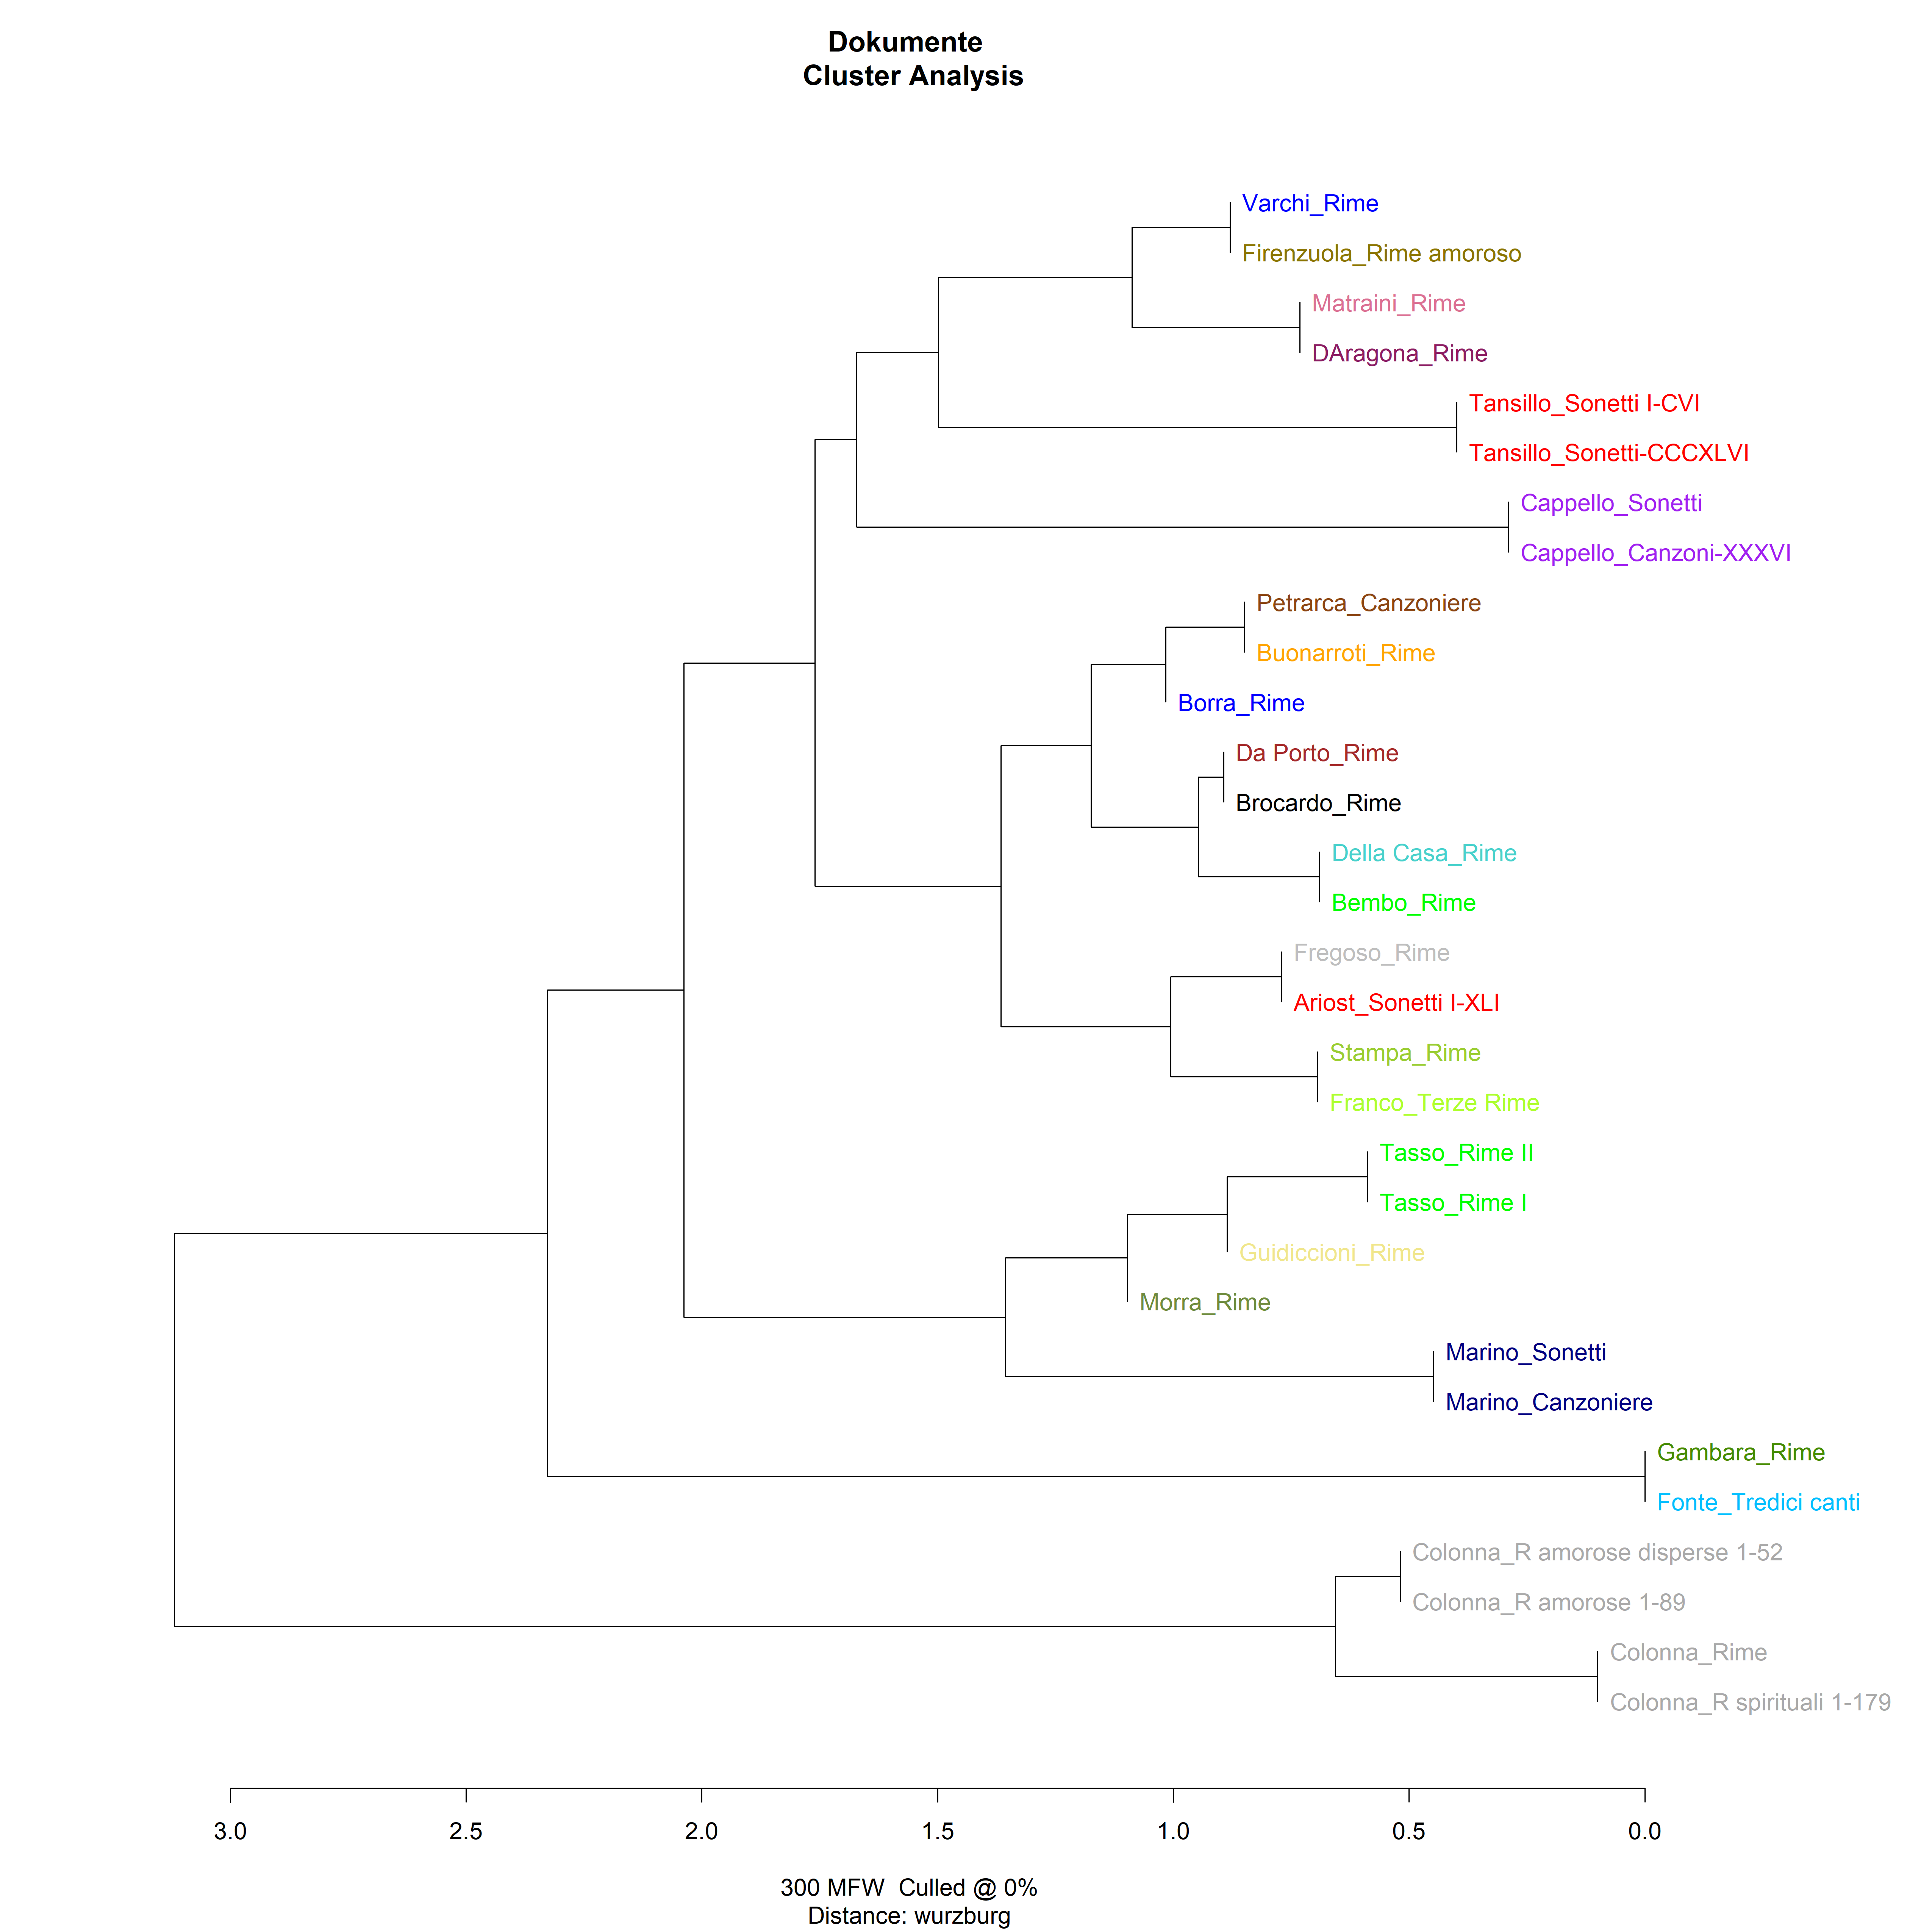 Dokumente
Cluster Analysis
Varchi_Rime
Firenzuola_Rime amoroso
Matraini_Rime
DAragona_Rime
Tansillo_Sonetti I-CVI
Tansillo_Sonetti-CCCXLVI
Cappello_Sonetti
Cappello_Canzoni-XXXVI
Petrarca_Canzoniere
Buonarroti_Rime
Borra_Rime
Da Porto_Rime
Brocardo_Rime
Della Casa_Rime
Bembo_Rime
Fregoso_Rime
Ariost_Sonetti I-XLI
Stampa_Rime
Franco_Terze Rime
Tasso_Rime II
Tasso_Rime I
Guidiccioni_Rime
Morra_Rime
Marino_Sonetti
Marino_Canzoniere
Gambara_Rime
Fonte_Tredici canti
Colonna_R amorose disperse 1-52
Colonna_R amorose 1-89
Colonna_Rime
Colonna_R spirituali 1-179
3.0 2.5 2.0 1.5 1.0 0.5 0.0
300 MFW  Culled @ 0%
Distance: wurzburg